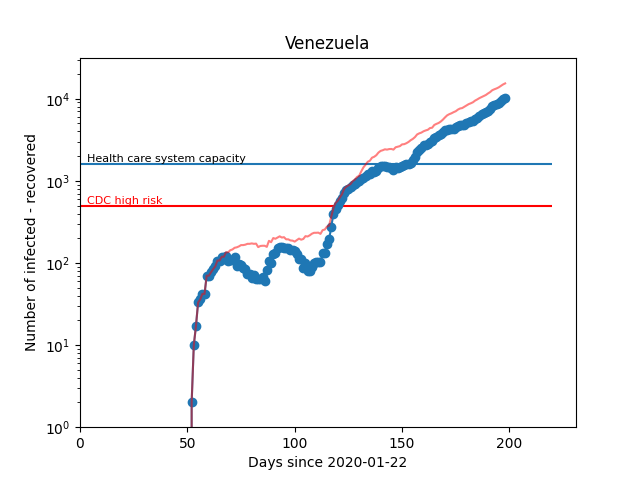 Venezuela
Number of infected - recovered
10^4
10^3
10^2
10^1
10^0
Health care system capacity
CDC high risk
0 50 100 150 200
Days since 2020-01-22